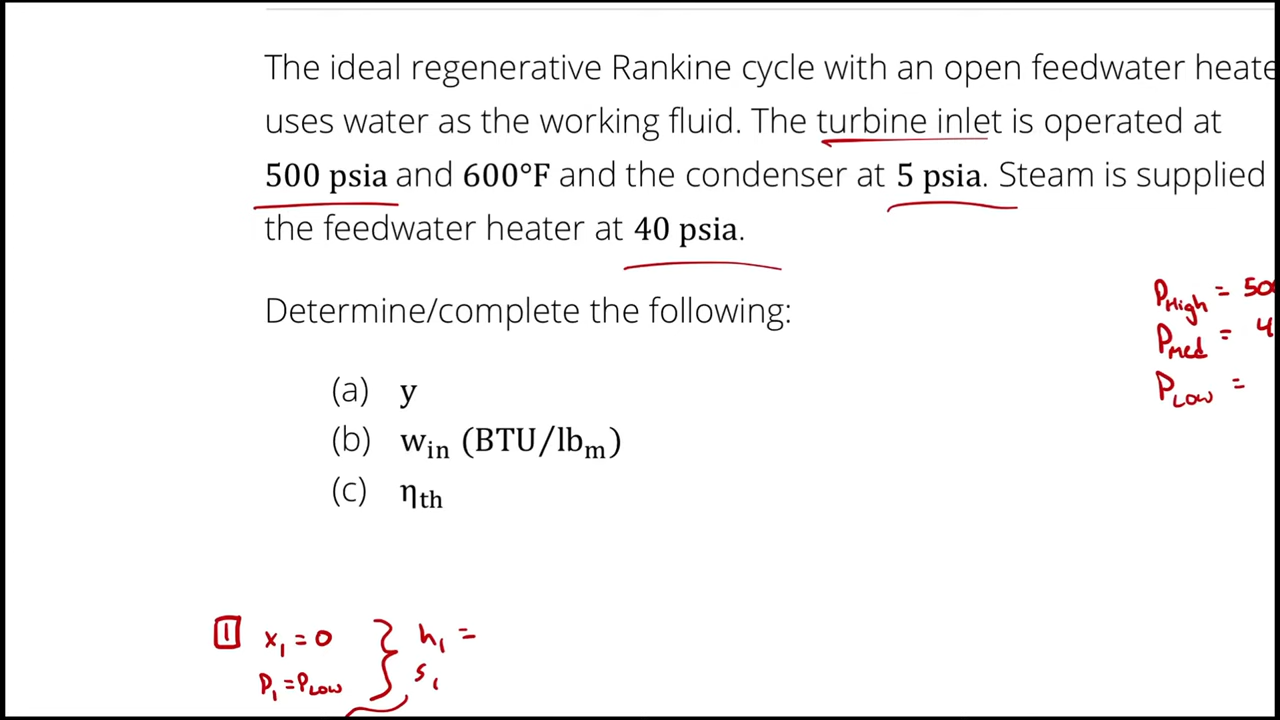 The ideal regenerative Rankine cycle with an open feedwater heate
uses water as the working fluid. The turbine inlet is operated at
500 psia and 600°F and the condenser at 5 psia. Steam is supplied
the feedwater heater at 40 psia.
Determine/complete the following:
P_High = 50
P_med = 4
P_Low =
(a) y
(b) w_in (BTU/lb_m)
(c) η_th
1 x_1 = 0 } h_1 =
P_1 = P_Low } s_1